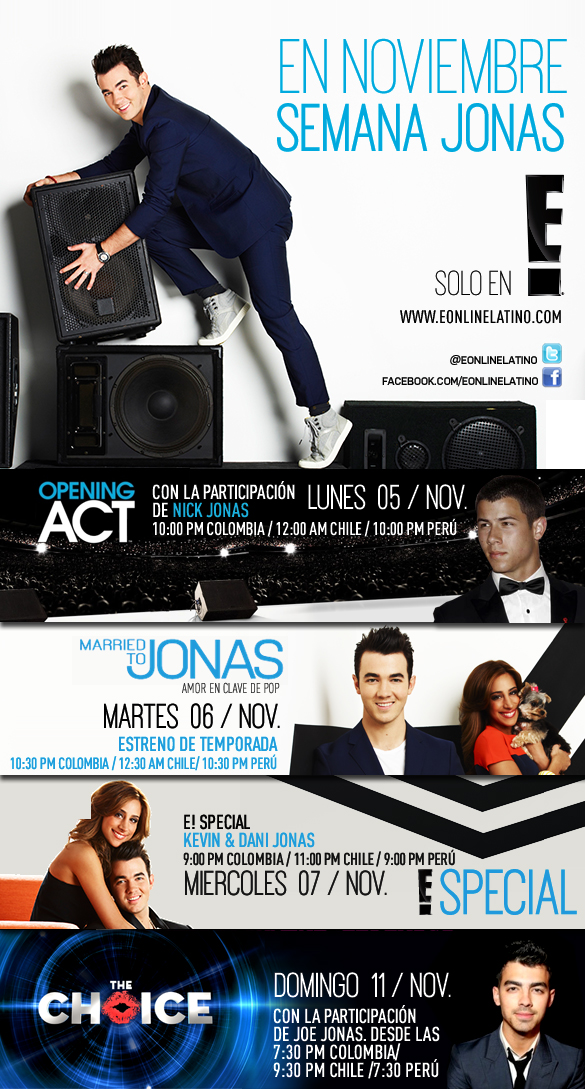 EN NOVIEMBRE
SEMANA JONAS
SOLO EN E!
WWW.EONLINELATINO.COM
@EONLINELATINO
FACEBOOK.COM/EONLINELATINO
OPENING
ACT
CON LA PARTICIPACIÓN
DE NICK JONAS
LUNES 05 / NOV.
10:00 PM COLOMBIA / 12:00 AM CHILE / 10:00 PM PERÚ
MARRIED
TO JONAS
AMOR EN CLAVE DE POP
MARTES 06 / NOV.
ESTRENO DE TEMPORADA
10:30 PM COLOMBIA / 12:30 AM CHILE/ 10:30 PM PERÚ
E! SPECIAL
KEVIN & DANI JONAS
9:00 PM COLOMBIA / 11:00 PM CHILE / 9:00 PM PERÚ
MIERCOLES 07 / NOV.
E! SPECIAL
THE
CHOICE
DOMINGO 11 / NOV.
CON LA PARTICIPACIÓN
DE JOE JONAS. DESDE LAS
7:30 PM COLOMBIA/
9:30 PM CHILE /7:30 PERÚ